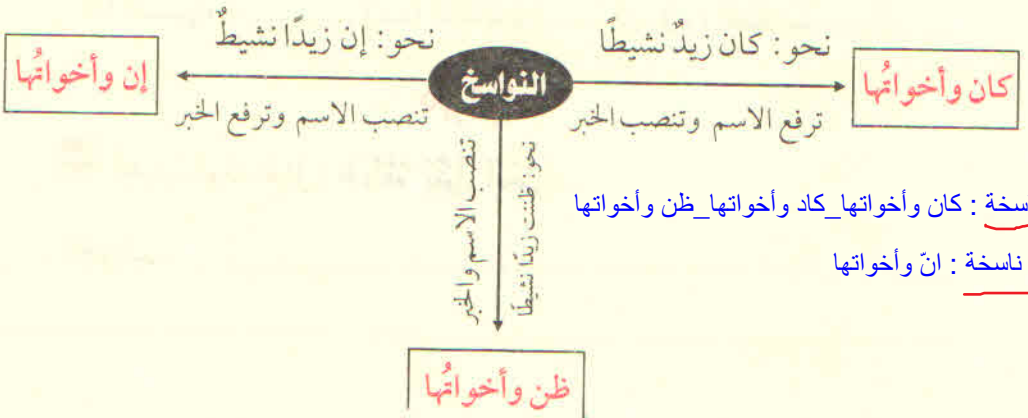 نحو: كان زيدٌ نشيطًا
نحو: إن زيدًا نشيطٌ
كان وأخواتُها
النواسخ
إن وأخواتُها
ترفع الاسم وتنصب الخبر
تنصب الاسم وترفع الخبر
نحو: ظننت زيدًا نشيطًا
تنصب الاسم والخبر
سخة : كان وأخواتها_كاد وأخواتها_ظن وأخواتها
ناسخة : انّ وأخواتها
ظن وأخواتُها